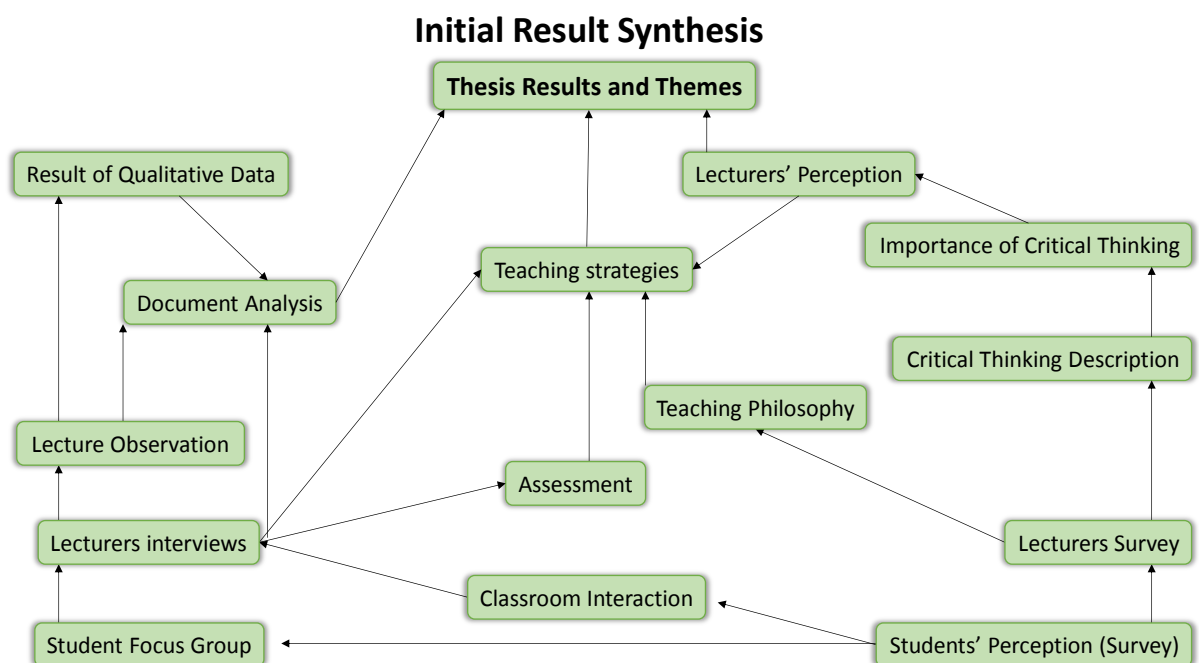 Initial Result Synthesis
Thesis Results and Themes
Result of Qualitative Data
Lecturers’ Perception
Importance of Critical Thinking
Teaching strategies
Document Analysis
Critical Thinking Description
Teaching Philosophy
Lecture Observation
Assessment
Lecturers interviews
Lecturers Survey
Classroom Interaction
Student Focus Group
Students’ Perception (Survey)